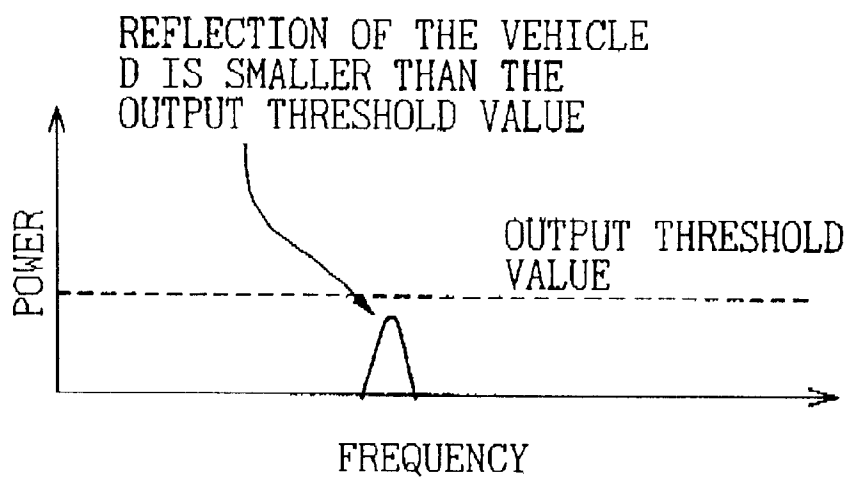 REFLECTION OF THE VEHICLE
D IS SMALLER THAN THE
OUTPUT THRESHOLD VALUE
OUTPUT THRESHOLD
VALUE
POWER
FREQUENCY